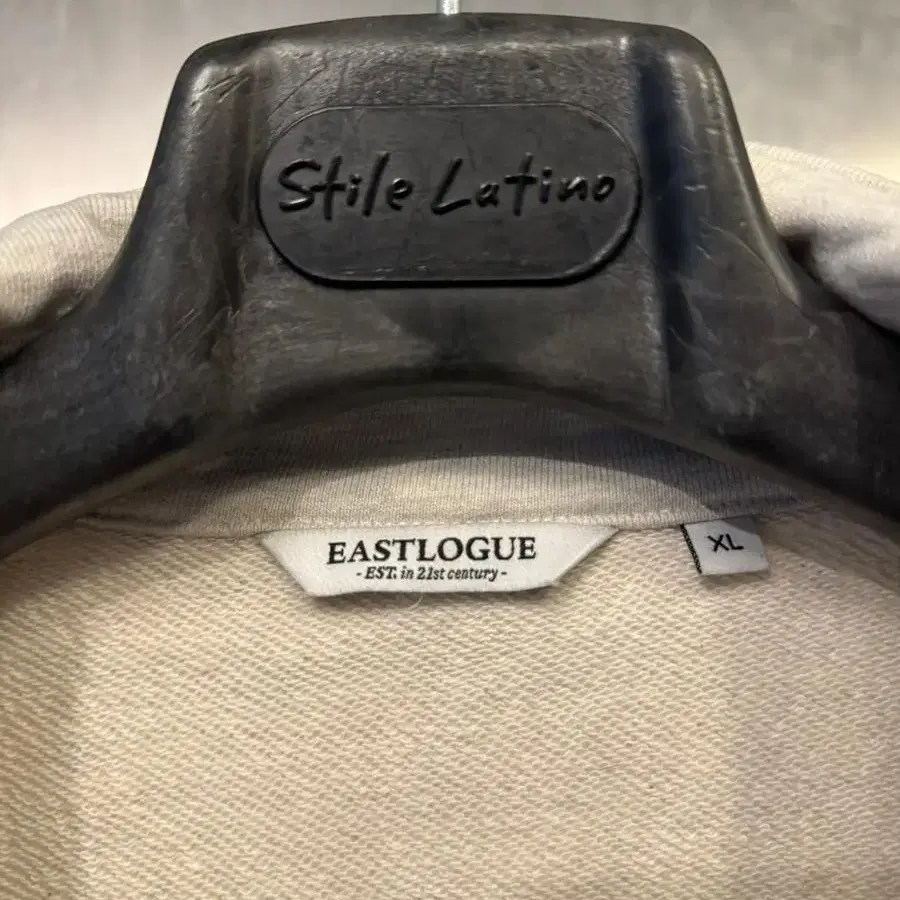 Stile Latino
EASTLOGUE
XL
- EST. in 21st century -